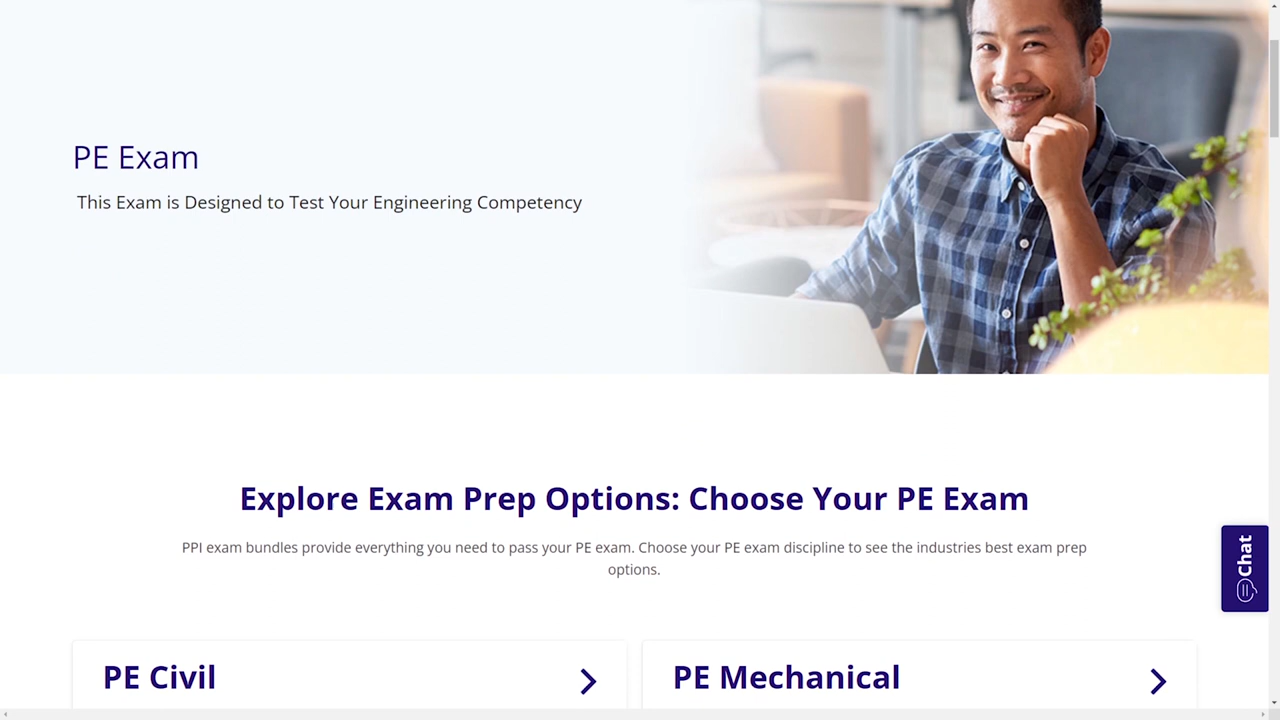 PE Exam
This Exam is Designed to Test Your Engineering Competency
Explore Exam Prep Options: Choose Your PE Exam
PPI exam bundles provide everything you need to pass your PE exam. Choose your PE exam discipline to see the industries best exam prep
options.
Chat
PE Civil
PE Mechanical